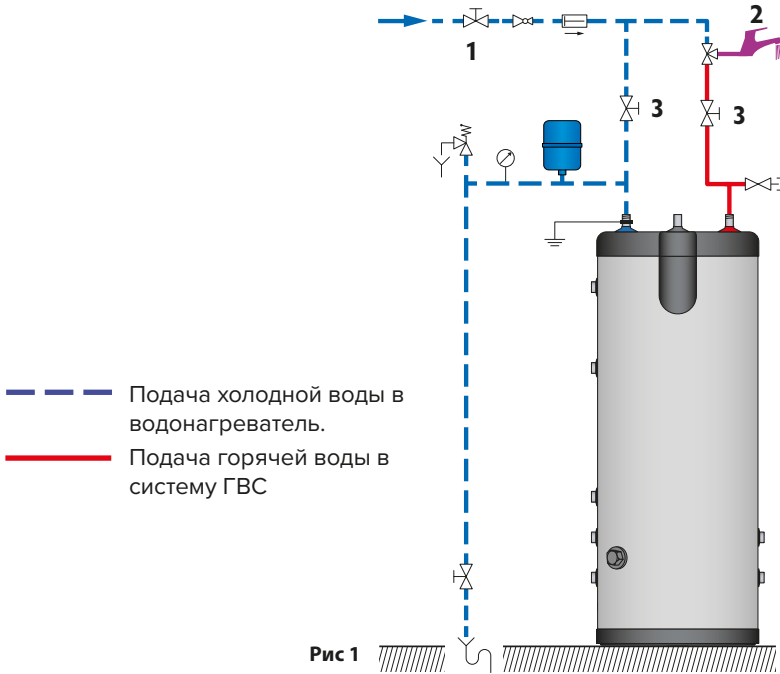 1
2
3
3
Подача холодной воды в
водонагреватель.
Подача горячей воды в
систему ГВС
Рис 1